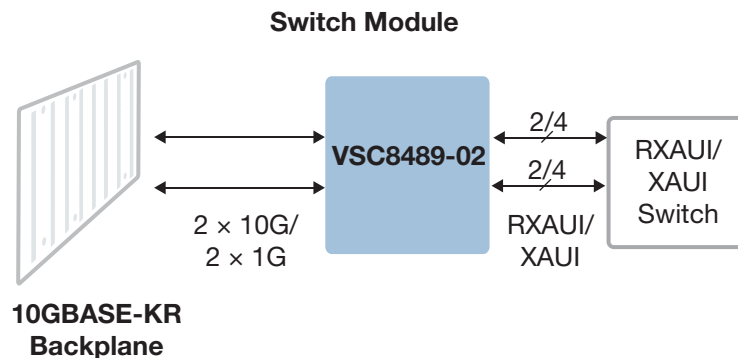 Switch Module
VSC8489-02
2/4
2/4
RXAUI/
XAUI
Switch
2 × 10G/
2 × 1G
RXAUI/
XAUI
10GBASE-KR
Backplane